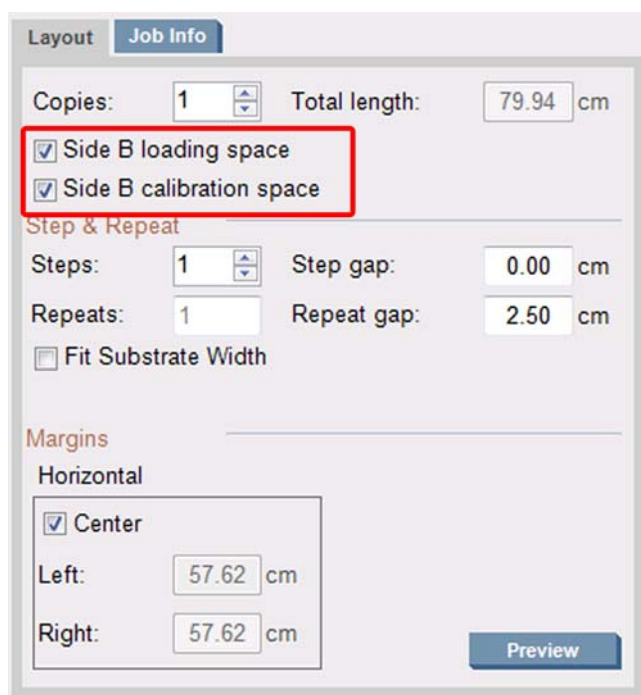 Layout Job Info
Copies: 1 Total length: 79.94 cm
Side B loading space
Side B calibration space
Step & Repeat
Steps: 1 Step gap: 0.00 cm
Repeats: 1 Repeat gap: 2.50 cm
Fit Substrate Width
Margins
Horizontal
Center
Left: 57.62 cm
Right: 57.62 cm
Preview